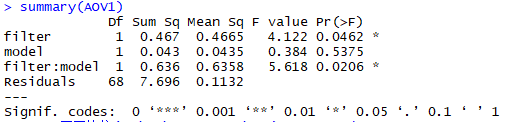 > summary(AOV1)
Df Sum Sq Mean Sq F value Pr(>F)
filter 1 0.467 0.4665 4.122 0.0462 *
model 1 0.043 0.0435 0.384 0.5375
filter:model 1 0.636 0.6358 5.618 0.0206 *
Residuals 68 7.696 0.1132
---
Signif. codes: 0 ‘***’ 0.001 ‘**’ 0.01 ‘*’ 0.05 ‘.’ 0.1 ‘ ’ 1